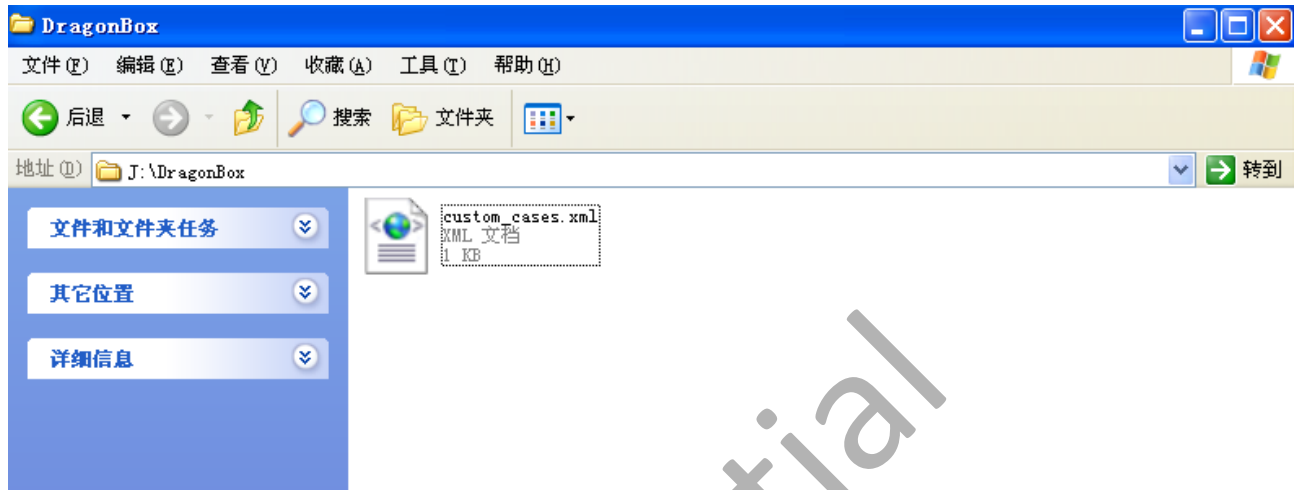 DragonBox
文件(F) 编辑(E) 查看(V) 收藏(A) 工具(T) 帮助(H)
后退 搜索 文件夹
地址(D) J:\DragonBox 转到
文件和文件夹任务
custom_cases.xml
XML 文档
1 KB
其它位置
详细信息
tial